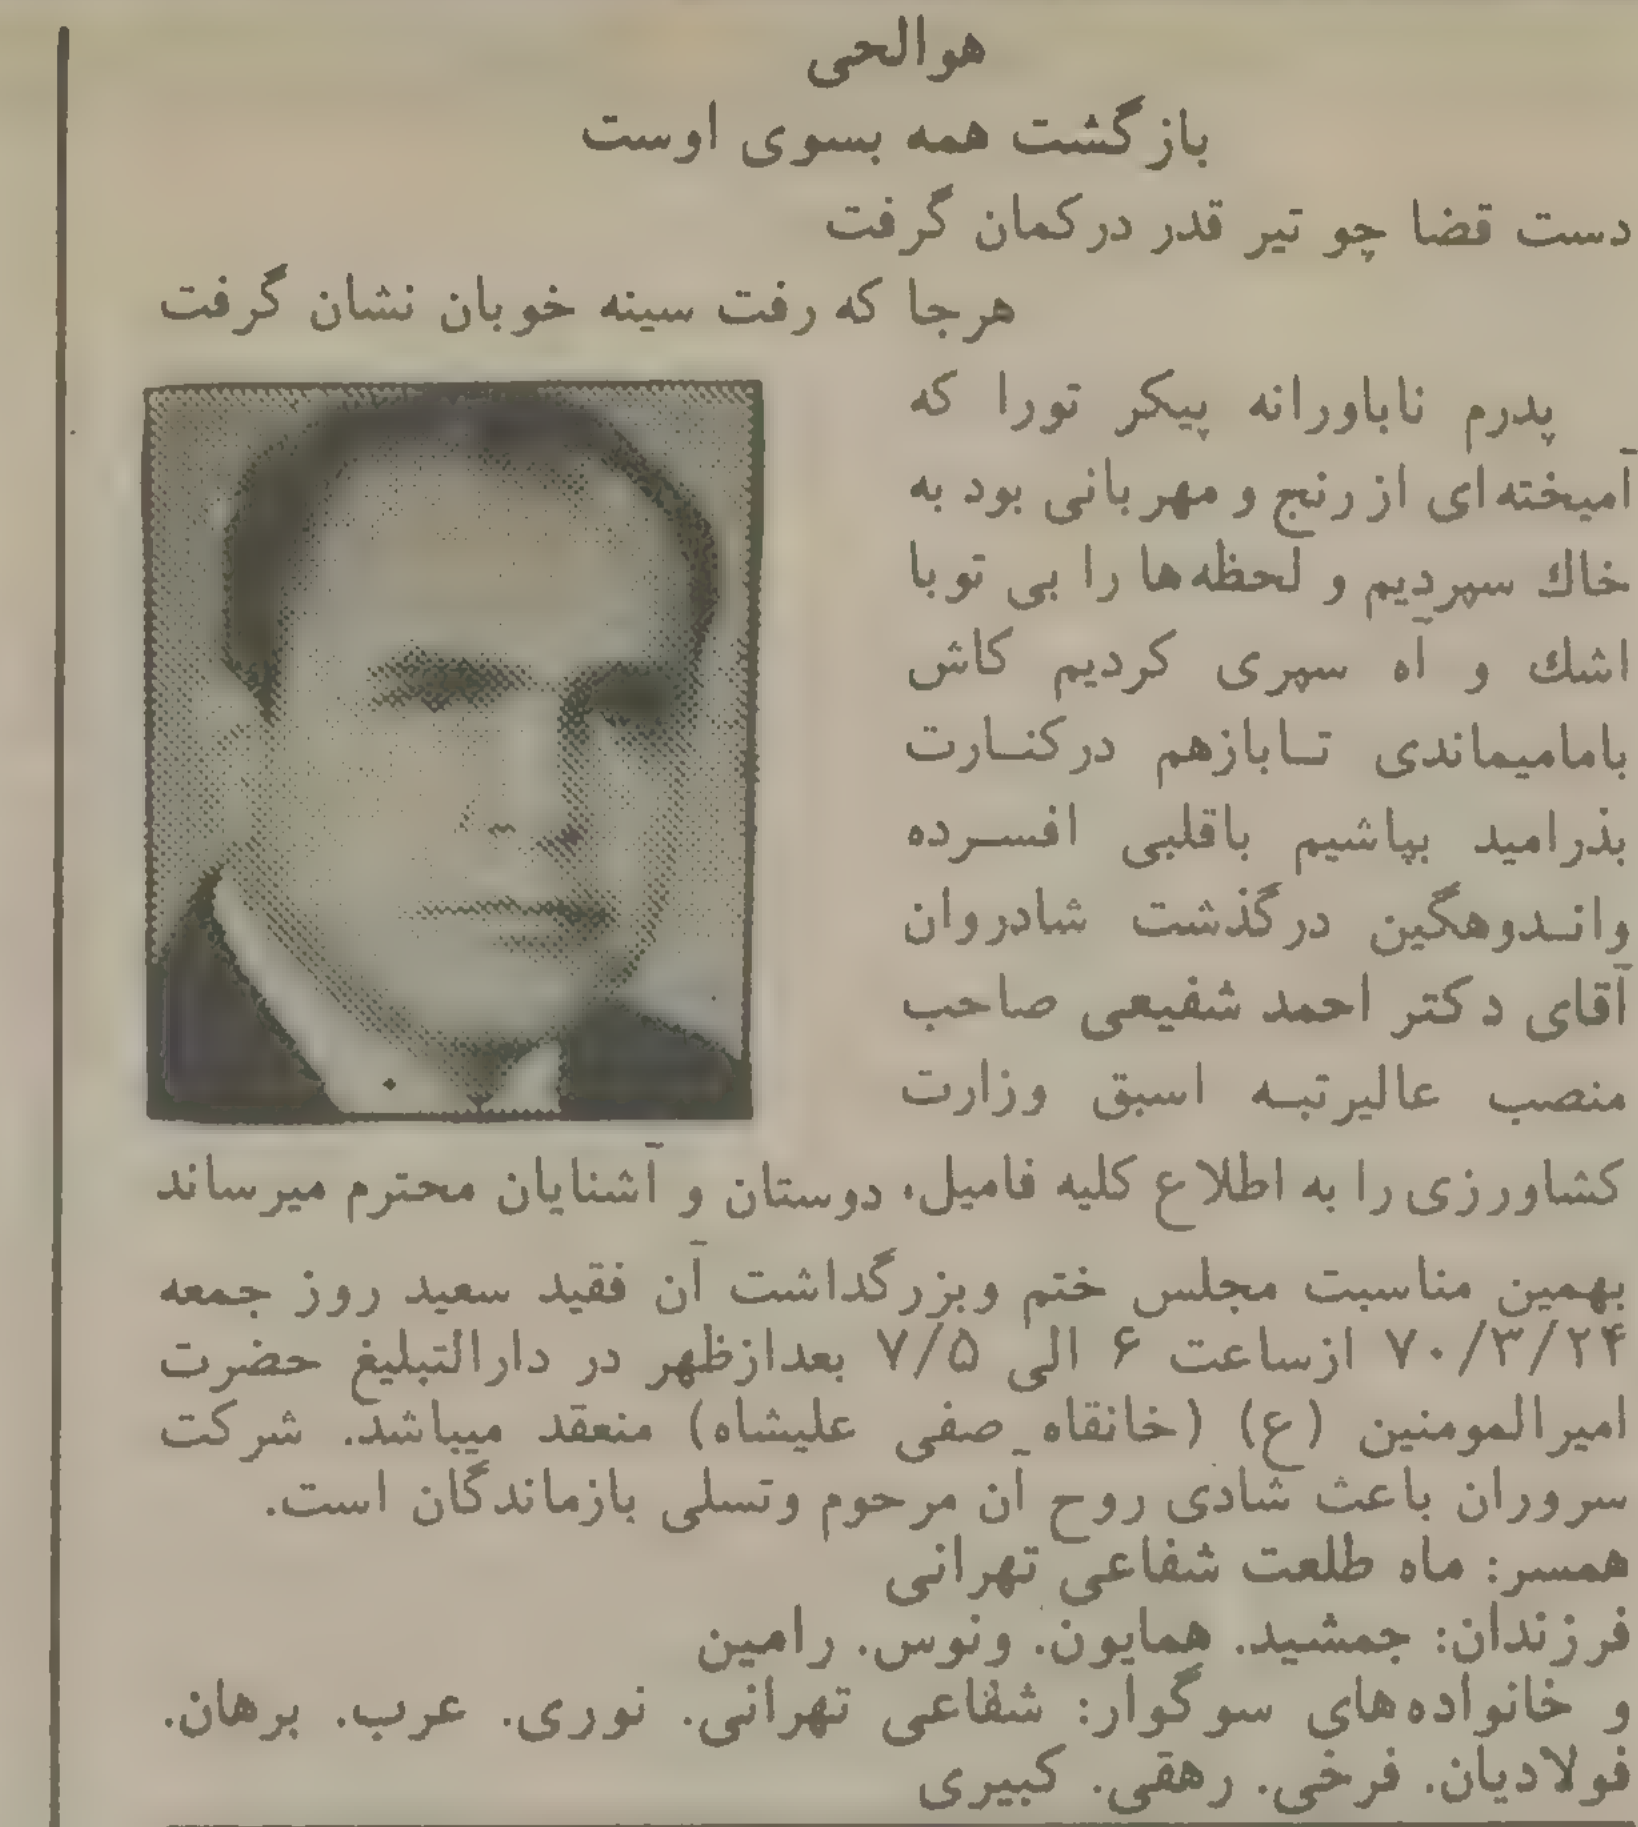 هوالحی
بازگشت همه بسوی اوست
دست قضا چو تیر قدر درکمان گرفت
هرجا که رفت سینه خوبان نشان گرفت
پدرم ناباورانه پیکر تورا که
آمیخته‌ای از رنج و مهربانی بود به
خاك سپردیم و لحظه‌ها را بی توبا
اشك و آه سپری کردیم کاش
بامامیماندی تابازهم درکنارت
بذرامید بپاشیم باقلبی افسرده
واندوهگین درگذشت شادروان
آقای دکتر احمد شفیعی صاحب
منصب عالیرتبه اسبق وزارت
کشاورزی را به اطلاع کلیه فامیل، دوستان و آشنایان محترم میرساند
بهمین مناسبت مجلس ختم وبزرگداشت آن فقید سعید روز جمعه
۷۰/۳/۲۴ ازساعت ۶ الی ۷/۵ بعدازظهر در دارالتبلیغ حضرت
امیرالمومنین (ع) (خانقاه صفی علیشاه) منعقد میباشد. شرکت
سروران باعث شادی روح آن مرحوم وتسلی بازماندگان است.
همسر: ماه طلعت شفاعی تهرانی
فرزندان: جمشید. همایون. ونوس. رامین
و خانواده‌های سوگوار: شفاعی تهرانی. نوری. عرب. برهان.
فولادیان. فرخی. رهقی. کبیری